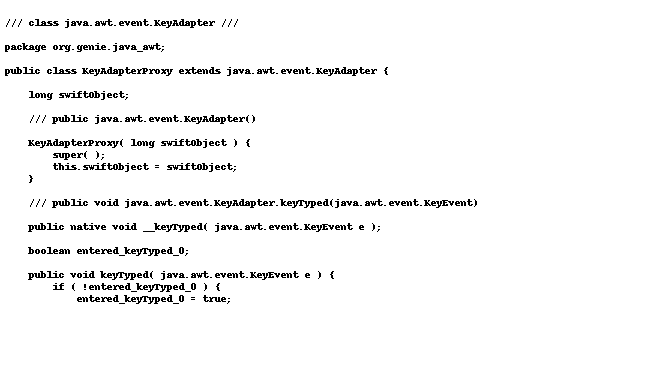 /// class java.awt.event.KeyAdapter ///
package org.genie.java_awt;
public class KeyAdapterProxy extends java.awt.event.KeyAdapter {
long swiftObject;
/// public java.awt.event.KeyAdapter()
KeyAdapterProxy( long swiftObject ) {
super( );
this.swiftObject = swiftObject;
}
/// public void java.awt.event.KeyAdapter.keyTyped(java.awt.event.KeyEvent)
public native void __keyTyped( java.awt.event.KeyEvent e );
boolean entered_keyTyped_0;
public void keyTyped( java.awt.event.KeyEvent e ) {
if ( !entered_keyTyped_0 ) {
entered_keyTyped_0 = true;